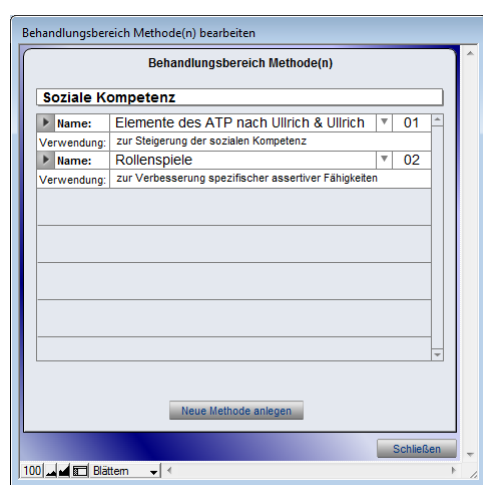 Behandlungsbereich Methode(n) bearbeiten
Behandlungsbereich Methode(n)
Soziale Kompetenz
Name: Elemente des ATP nach Ullrich & Ullrich 01
Verwendung: zur Steigerung der sozialen Kompetenz
Name: Rollenspiele 02
Verwendung: zur Verbesserung spezifischer assertiver Fähigkeiten
Neue Methode anlegen
Schließen
100 Blättern